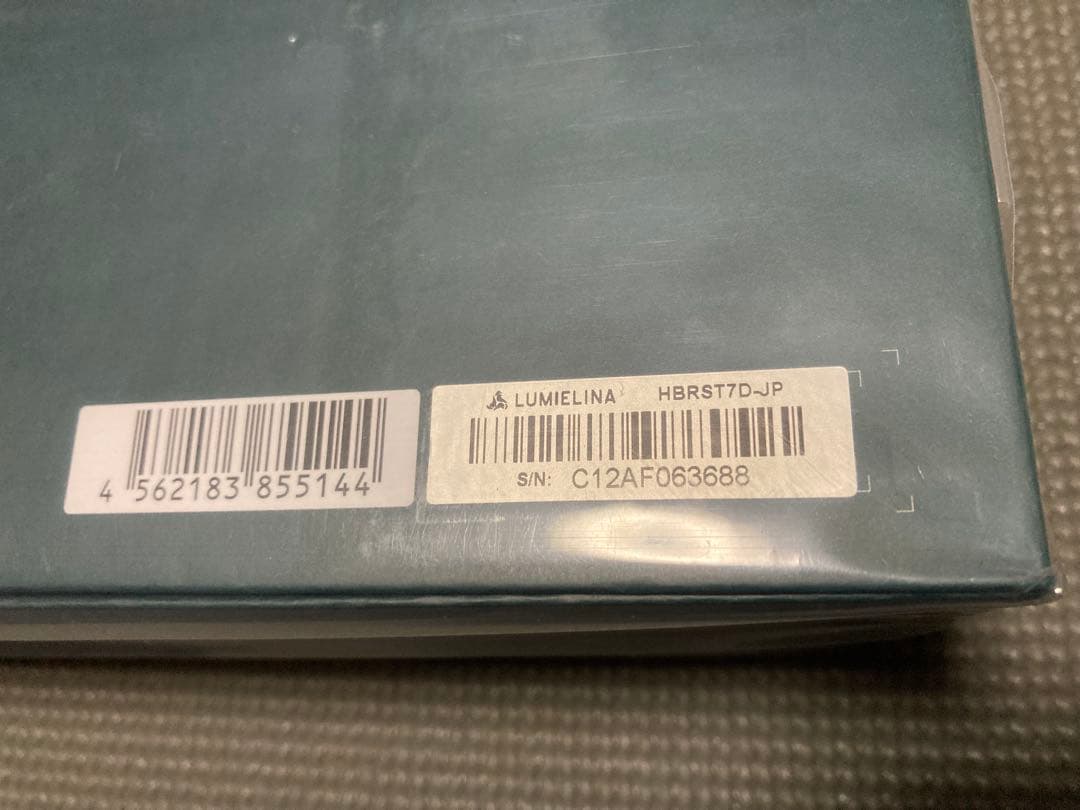 4 562183 855144
LUMIELINA HBRST7D-JP
S/N: C12AF063688